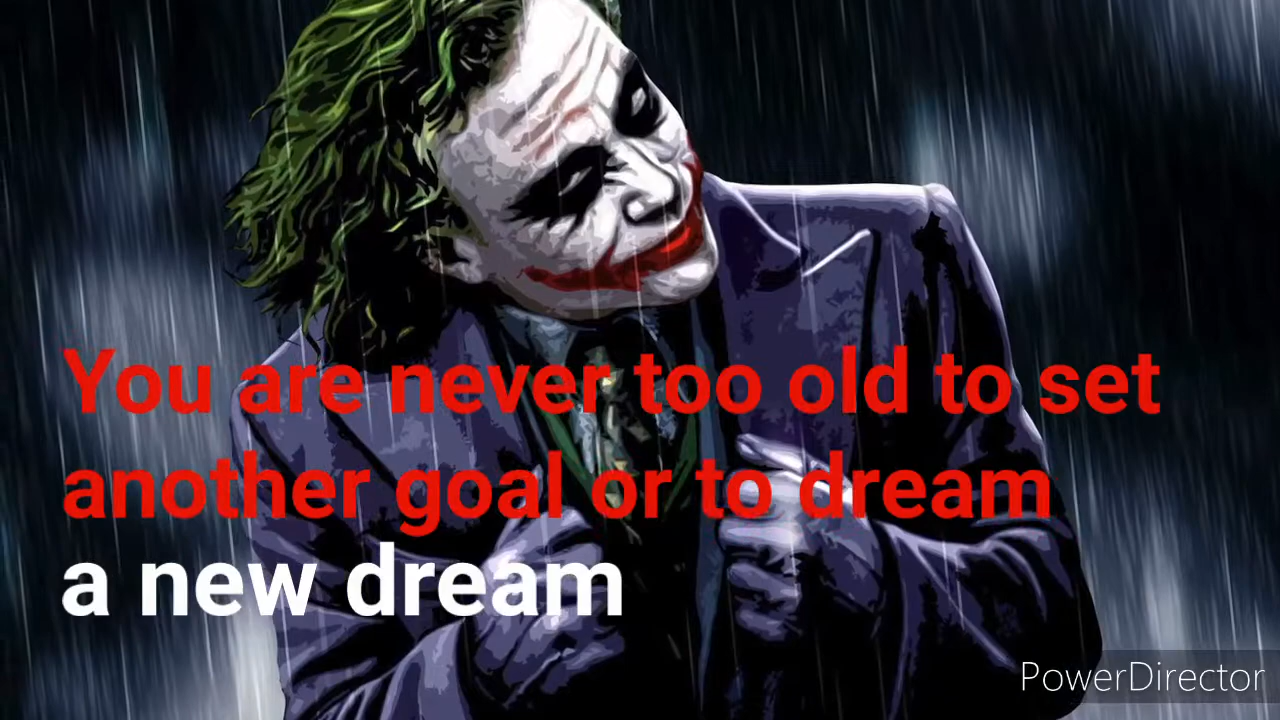 You are never too old to set
another goal or to dream
a new dream
PowerDirector